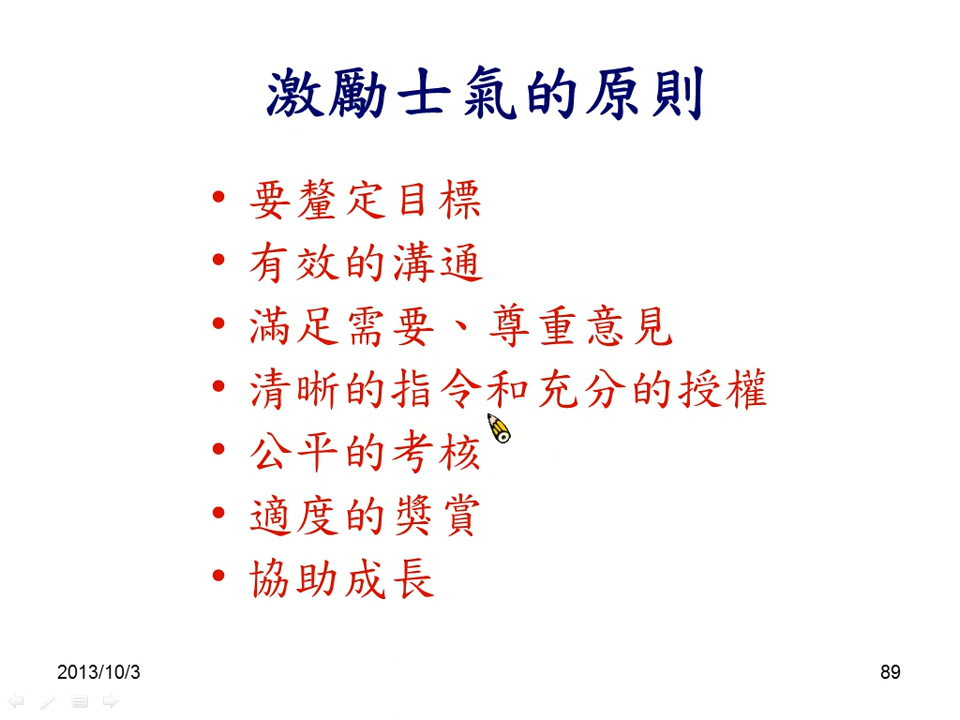 激勵士氣的原則
• 要釐定目標
• 有效的溝通
• 滿足需要、尊重意見
• 清晰的指令和充分的授權
• 公平的考核
• 適度的獎賞
• 協助成長
2013/10/3
89